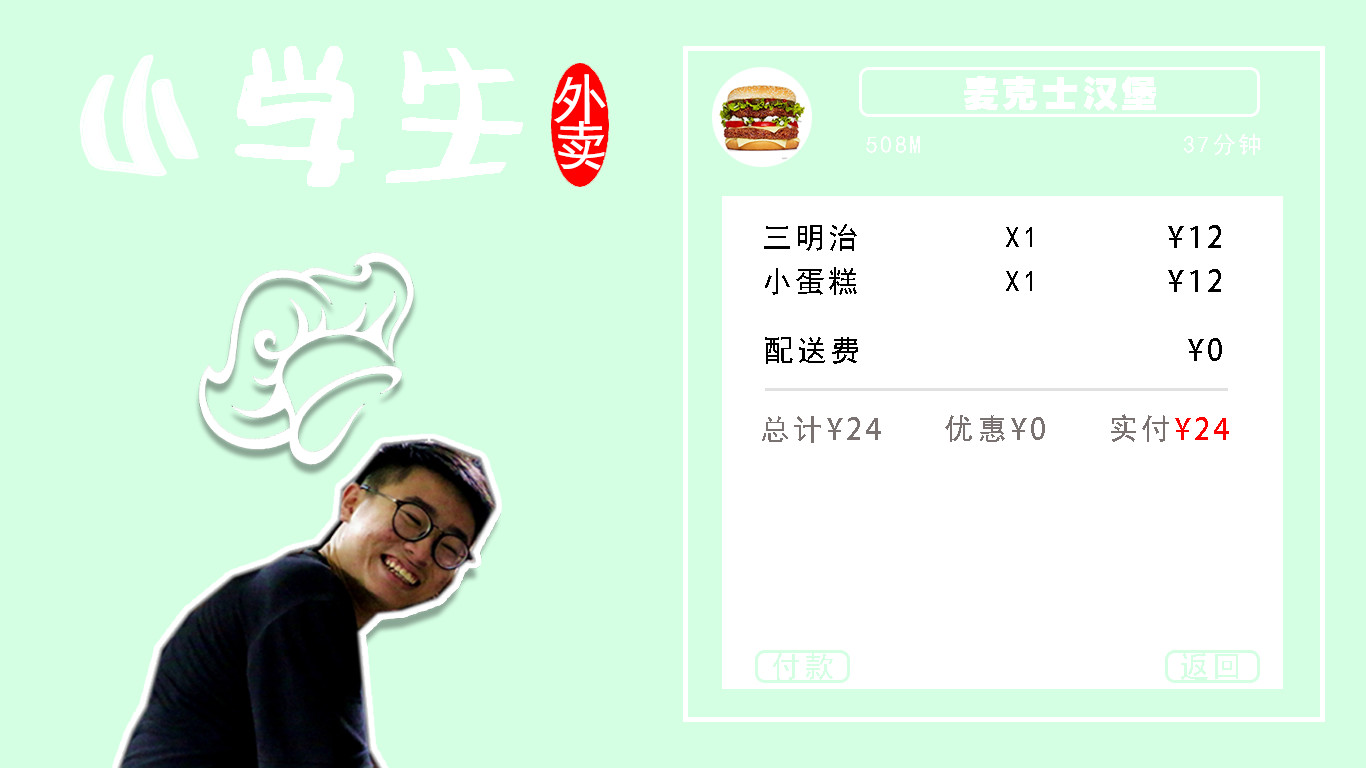 小学生 外卖
麦克士汉堡
508M 37分钟
三明治 X1 ¥12
小蛋糕 X1 ¥12
配送费 ¥0
总计¥24 优惠¥0 实付¥24
付款 返回